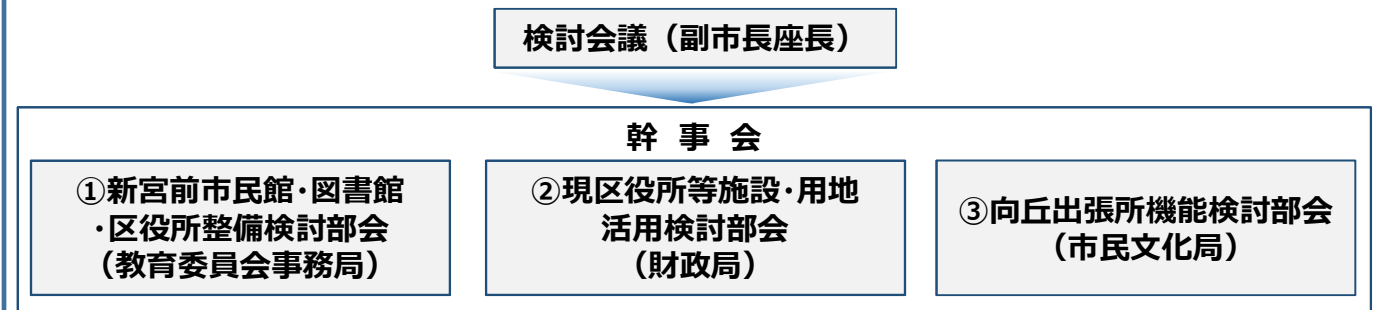 検討会議（副市長座長）
幹 事 会
①新宮前市民館・図書館
・区役所整備検討部会
（教育委員会事務局）
②現区役所等施設・用地
活用検討部会
（財政局）
③向丘出張所機能検討部会
（市民文化局）